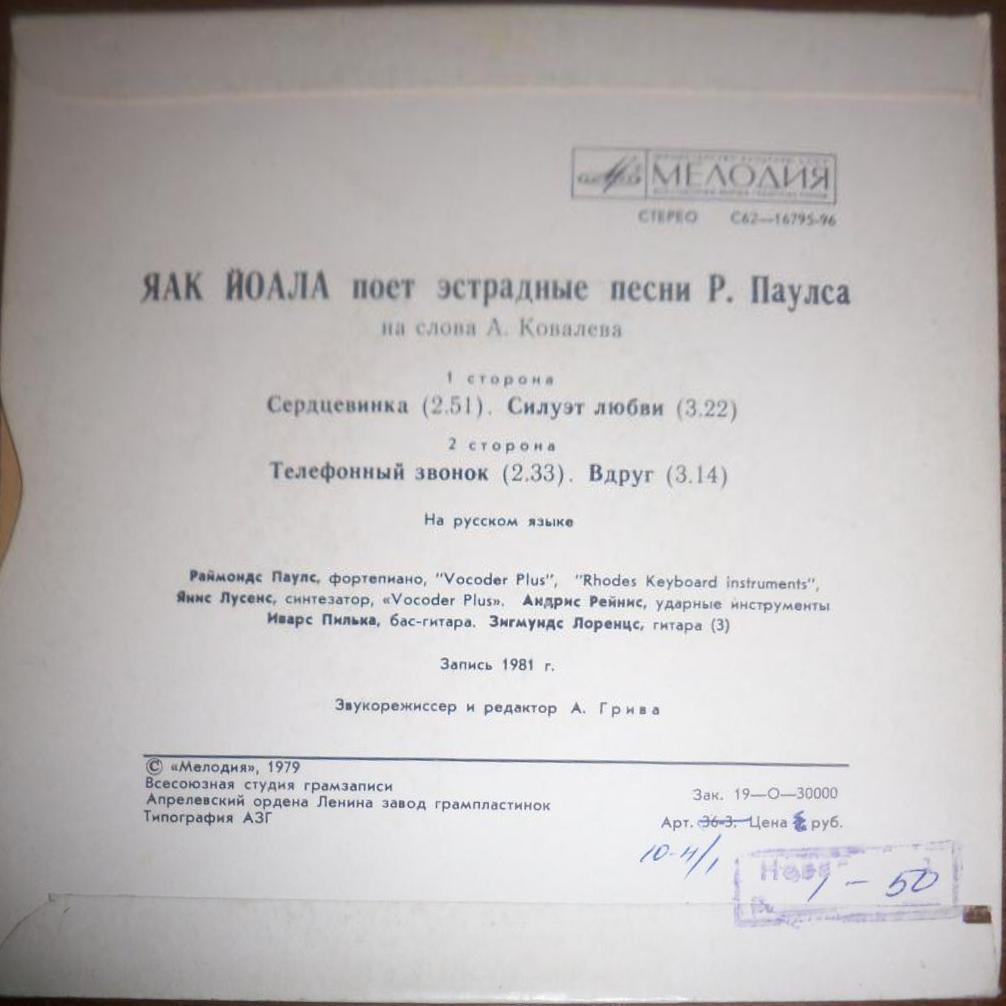 МЕЛОДИЯ
СТЕРЕО С62—16795-96
ЯАК ЙОАЛА поет эстрадные песни Р. Паулса
на слова А. Ковалева
1 сторона
Сердцевинка (2.51). Силуэт любви (3.22)
2 сторона
Телефонный звонок (2.33). Вдруг (3.14)
На русском языке
Раймондс Паулс, фортепиано, "Vocoder Plus", "Rhodes Keyboard instruments",
Янис Лусенс, синтезатор, «Vocoder Plus». Андрис Рейнис, ударные инструменты
Иварс Пилька, бас-гитара. Зигмундс Лоренцс, гитара (3)
Запись 1981 г.
Звукорежиссер и редактор А. Грива
© «Мелодия», 1979
Всесоюзная студия грамзаписи
Апрелевский ордена Ленина завод грампластинок
Типография АЗГ
Зак. 19—О—30000
Арт. 36-3. Цена руб.
10-4/1
1 - 50